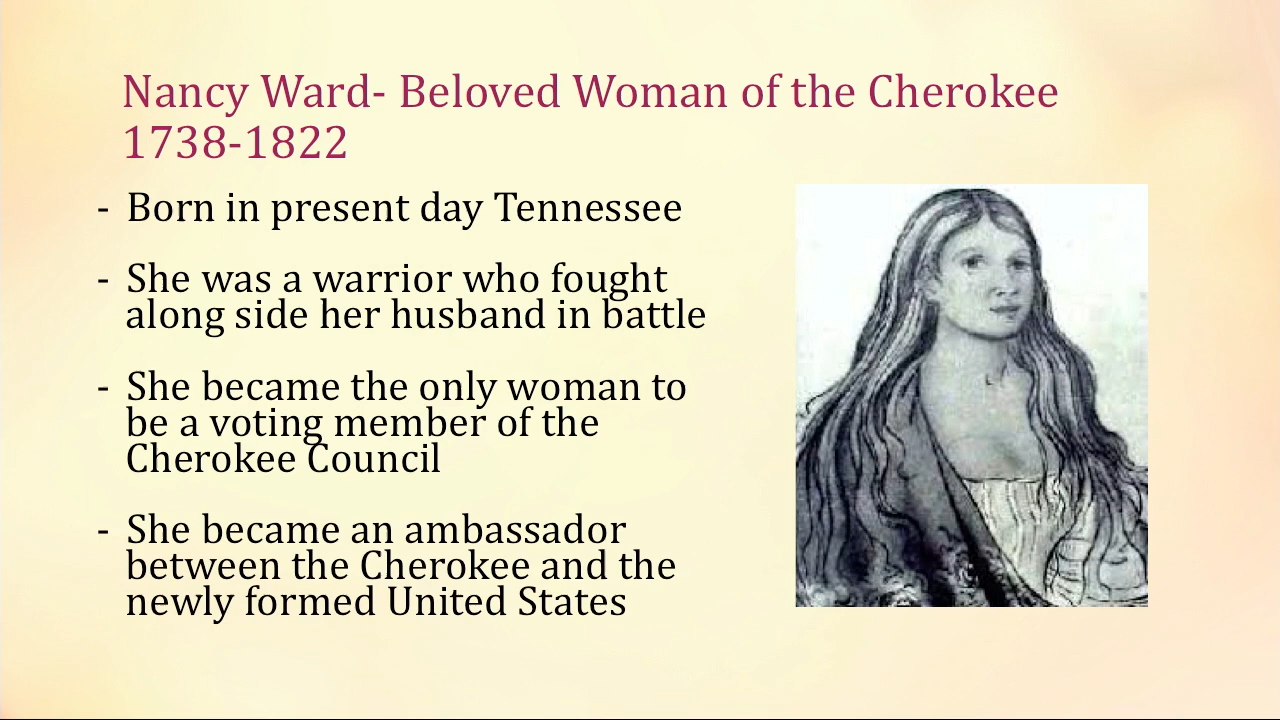 Nancy Ward- Beloved Woman of the Cherokee
1738-1822
- Born in present day Tennessee
- She was a warrior who fought
along side her husband in battle
- She became the only woman to
be a voting member of the
Cherokee Council
- She became an ambassador
between the Cherokee and the
newly formed United States